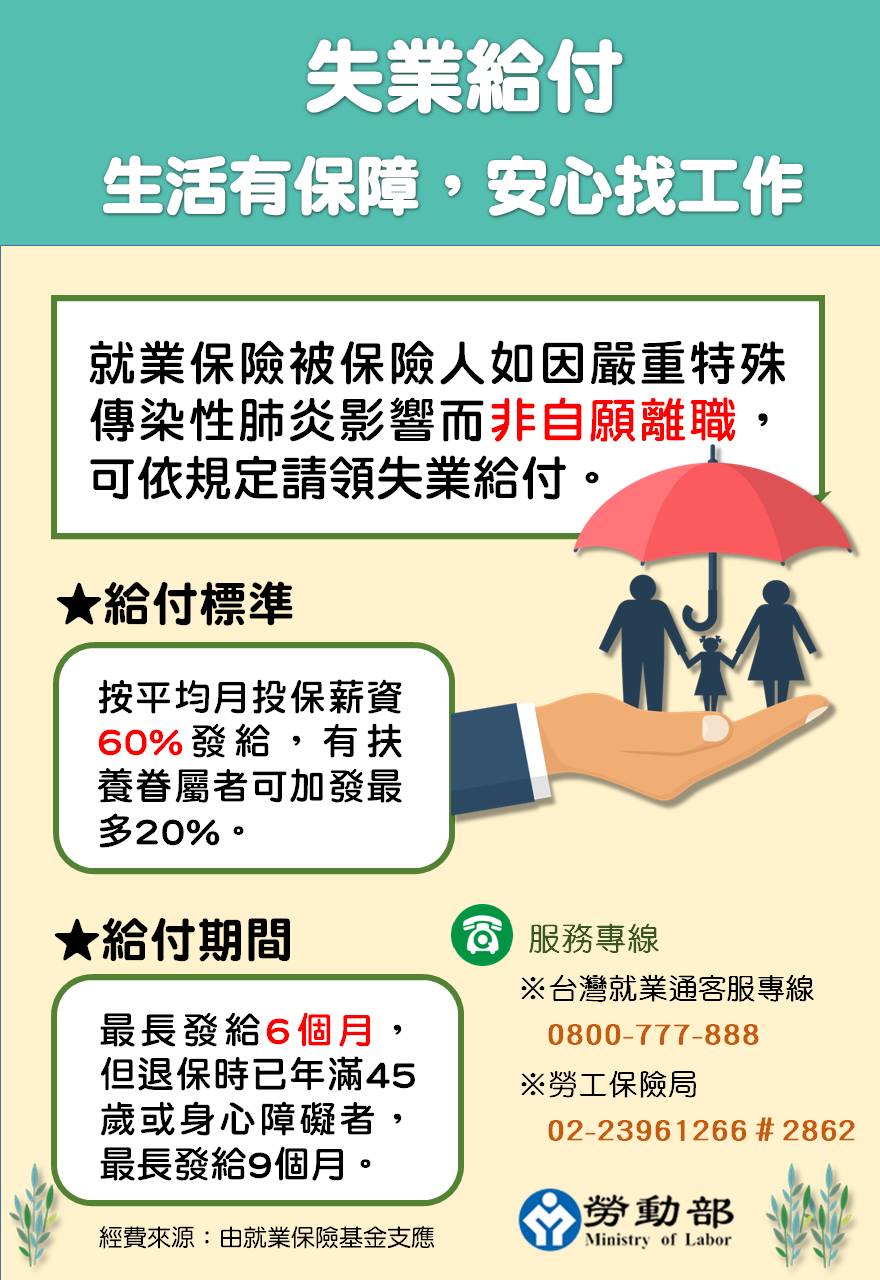 失業給付
生活有保障，安心找工作
就業保險被保險人如因嚴重特殊
傳染性肺炎影響而非自願離職，
可依規定請領失業給付。
★給付標準
按平均月投保薪資
60%發給，有扶
養眷屬者可加發最
多20%。
★給付期間
最長發給6個月，
但退保時已年滿45
歲或身心障礙者，
最長發給9個月。
服務專線
※台灣就業通客服專線
0800-777-888
※勞工保險局
02-23961266＃2862
經費來源：由就業保險基金支應
勞動部
Ministry of Labor